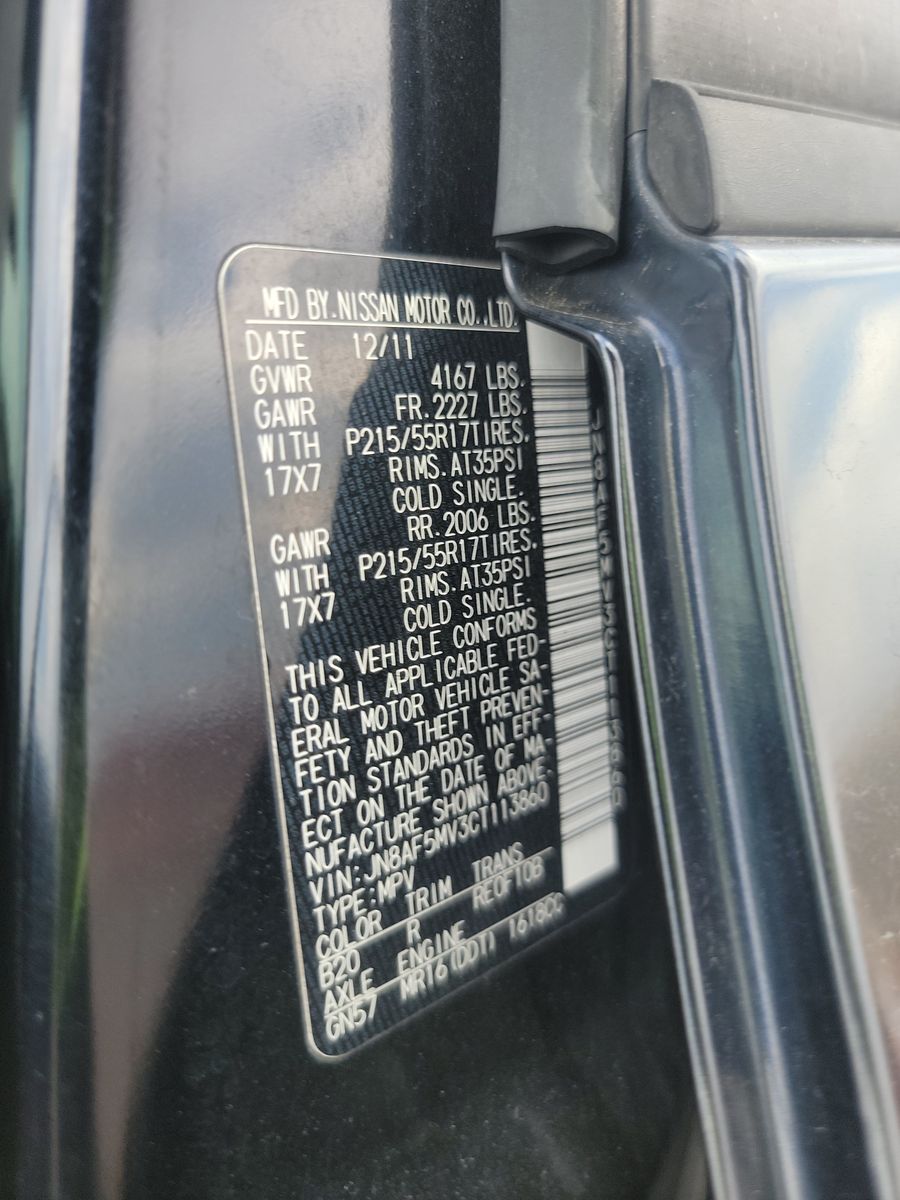 MFD BY.NISSAN MOTOR CO.,LTD.
DATE 12/11
GVWR 4167 LBS.
GAWR FR.2227 LBS.
WITH P215/55R17TIRES.
17X7 RIMS.AT35PSI
COLD SINGLE.
GAWR RR.2006 LBS.
WITH P215/55R17TIRES.
17X7 RIMS.AT35PSI
COLD SINGLE.
THIS VEHICLE CONFORMS
TO ALL APPLICABLE FED-
ERAL MOTOR VEHICLE SA-
FETY AND THEFT PREVEN-
TION STANDARDS IN EFF-
ECT ON THE DATE OF MA-
NUFACTURE SHOWN ABOVE.
VIN:JN8AF5MV3CT113860
TYPE:MPV
COLOR TRIM TRANS
B20 R RE0F10B
AXLE ENGINE
GN57 MR16(DDT) 1618CC
JN8AF5MV3CT113860